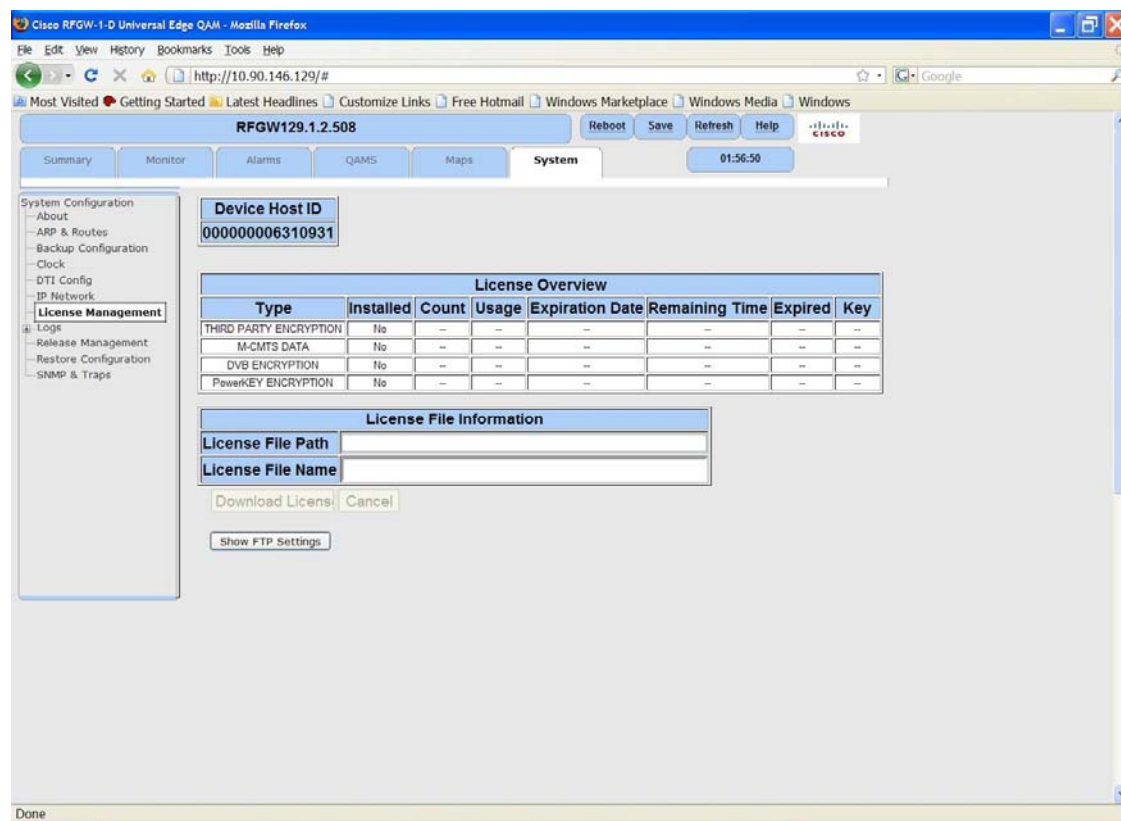 Cisco RFGW-1-D Universal Edge QAM - Mozilla Firefox
File Edit View History Bookmarks Tools Help
http://10.90.146.129/# Google
Most Visited Getting Started Latest Headlines Customize Links Free Hotmail Windows Marketplace Windows Media Windows
RFGW129.1.2.508 Reboot Save Refresh Help CISCO
Summary Monitor Alarms QAMS Maps System 01:56:50
System Configuration
About
ARP & Routes
Backup Configuration
Clock
DTI Config
IP Network
License Management
Logs
Release Management
Restore Configuration
SNMP & Traps
Device Host ID
000000006310931
License Overview
Type Installed Count Usage Expiration Date Remaining Time Expired Key
THIRD PARTY ENCRYPTION No -- -- -- -- -- --
M-CMTS DATA No -- -- -- -- -- --
DVB ENCRYPTION No -- -- -- -- -- --
PowerKEY ENCRYPTION No -- -- -- -- -- --
License File Information
License File Path
License File Name
Download Licens Cancel
Show FTP Settings
Done